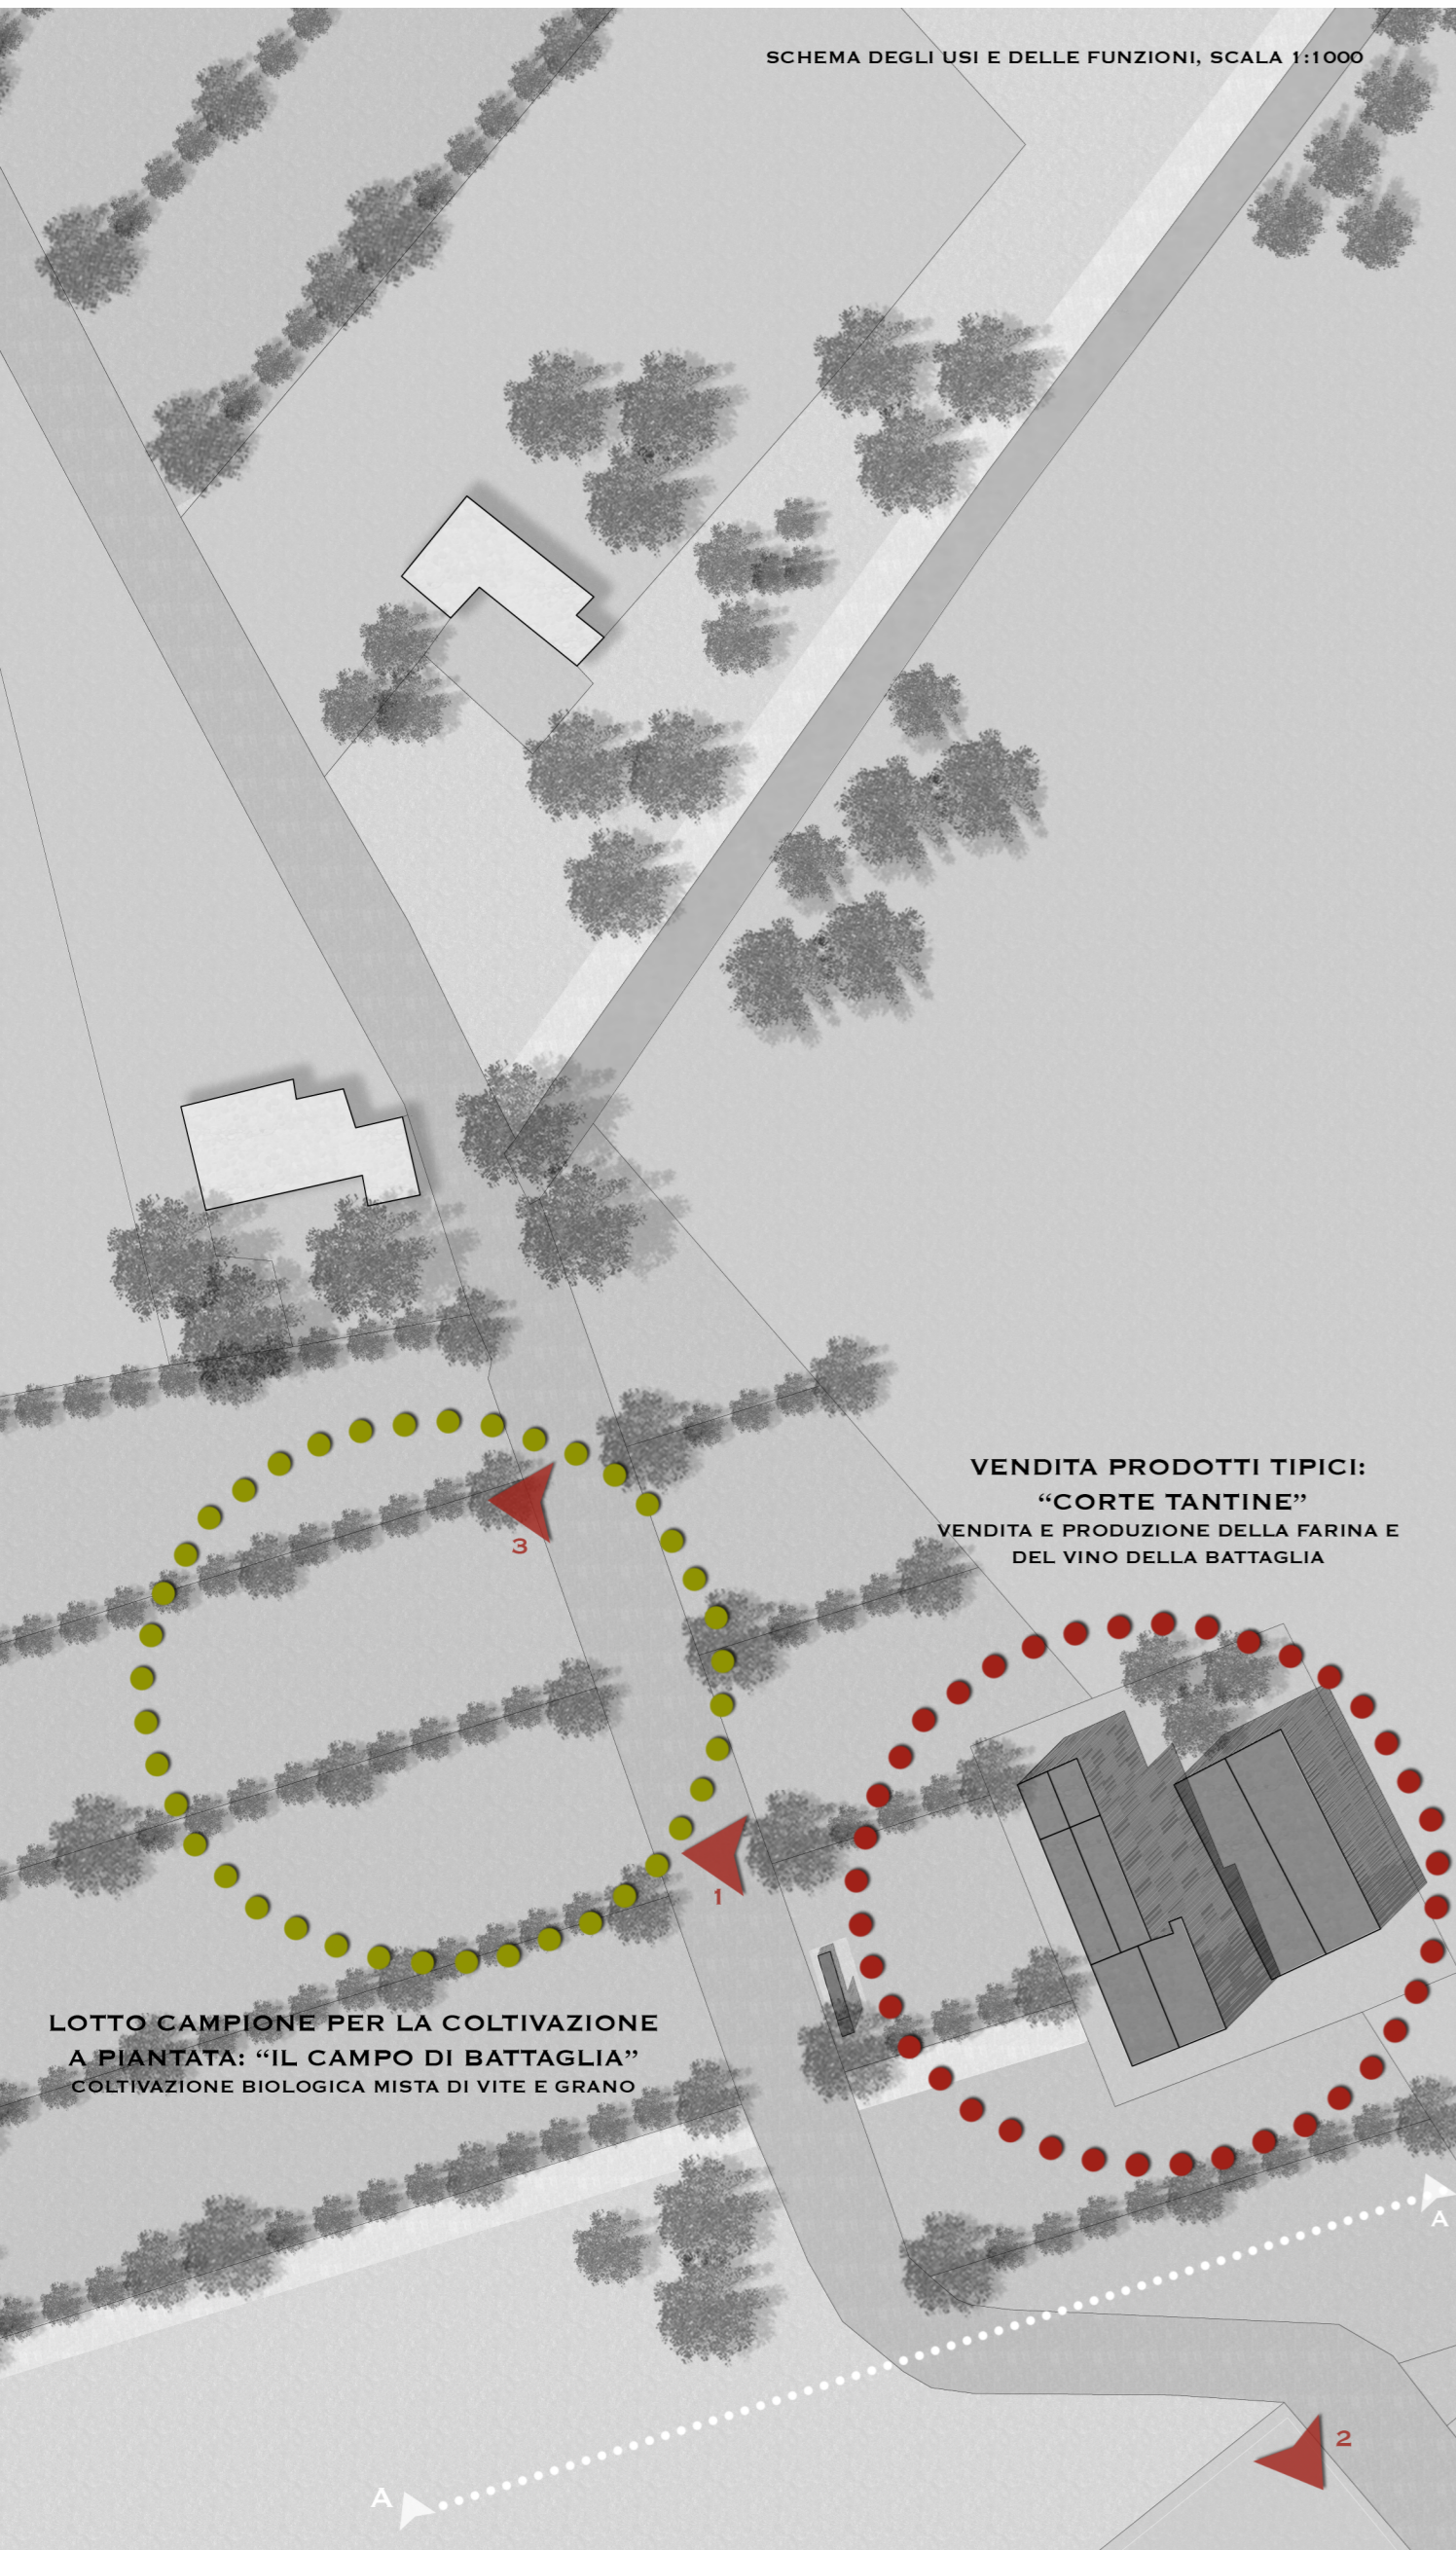 SCHEMA DEGLI USI E DELLE FUNZIONI, SCALA 1:1000
VENDITA PRODOTTI TIPICI:
“CORTE TANTINE”
VENDITA E PRODUZIONE DELLA FARINA E
DEL VINO DELLA BATTAGLIA
3
1
LOTTO CAMPIONE PER LA COLTIVAZIONE
A PIANTATA: “IL CAMPO DI BATTAGLIA”
COLTIVAZIONE BIOLOGICA MISTA DI VITE E GRANO
A
2
A